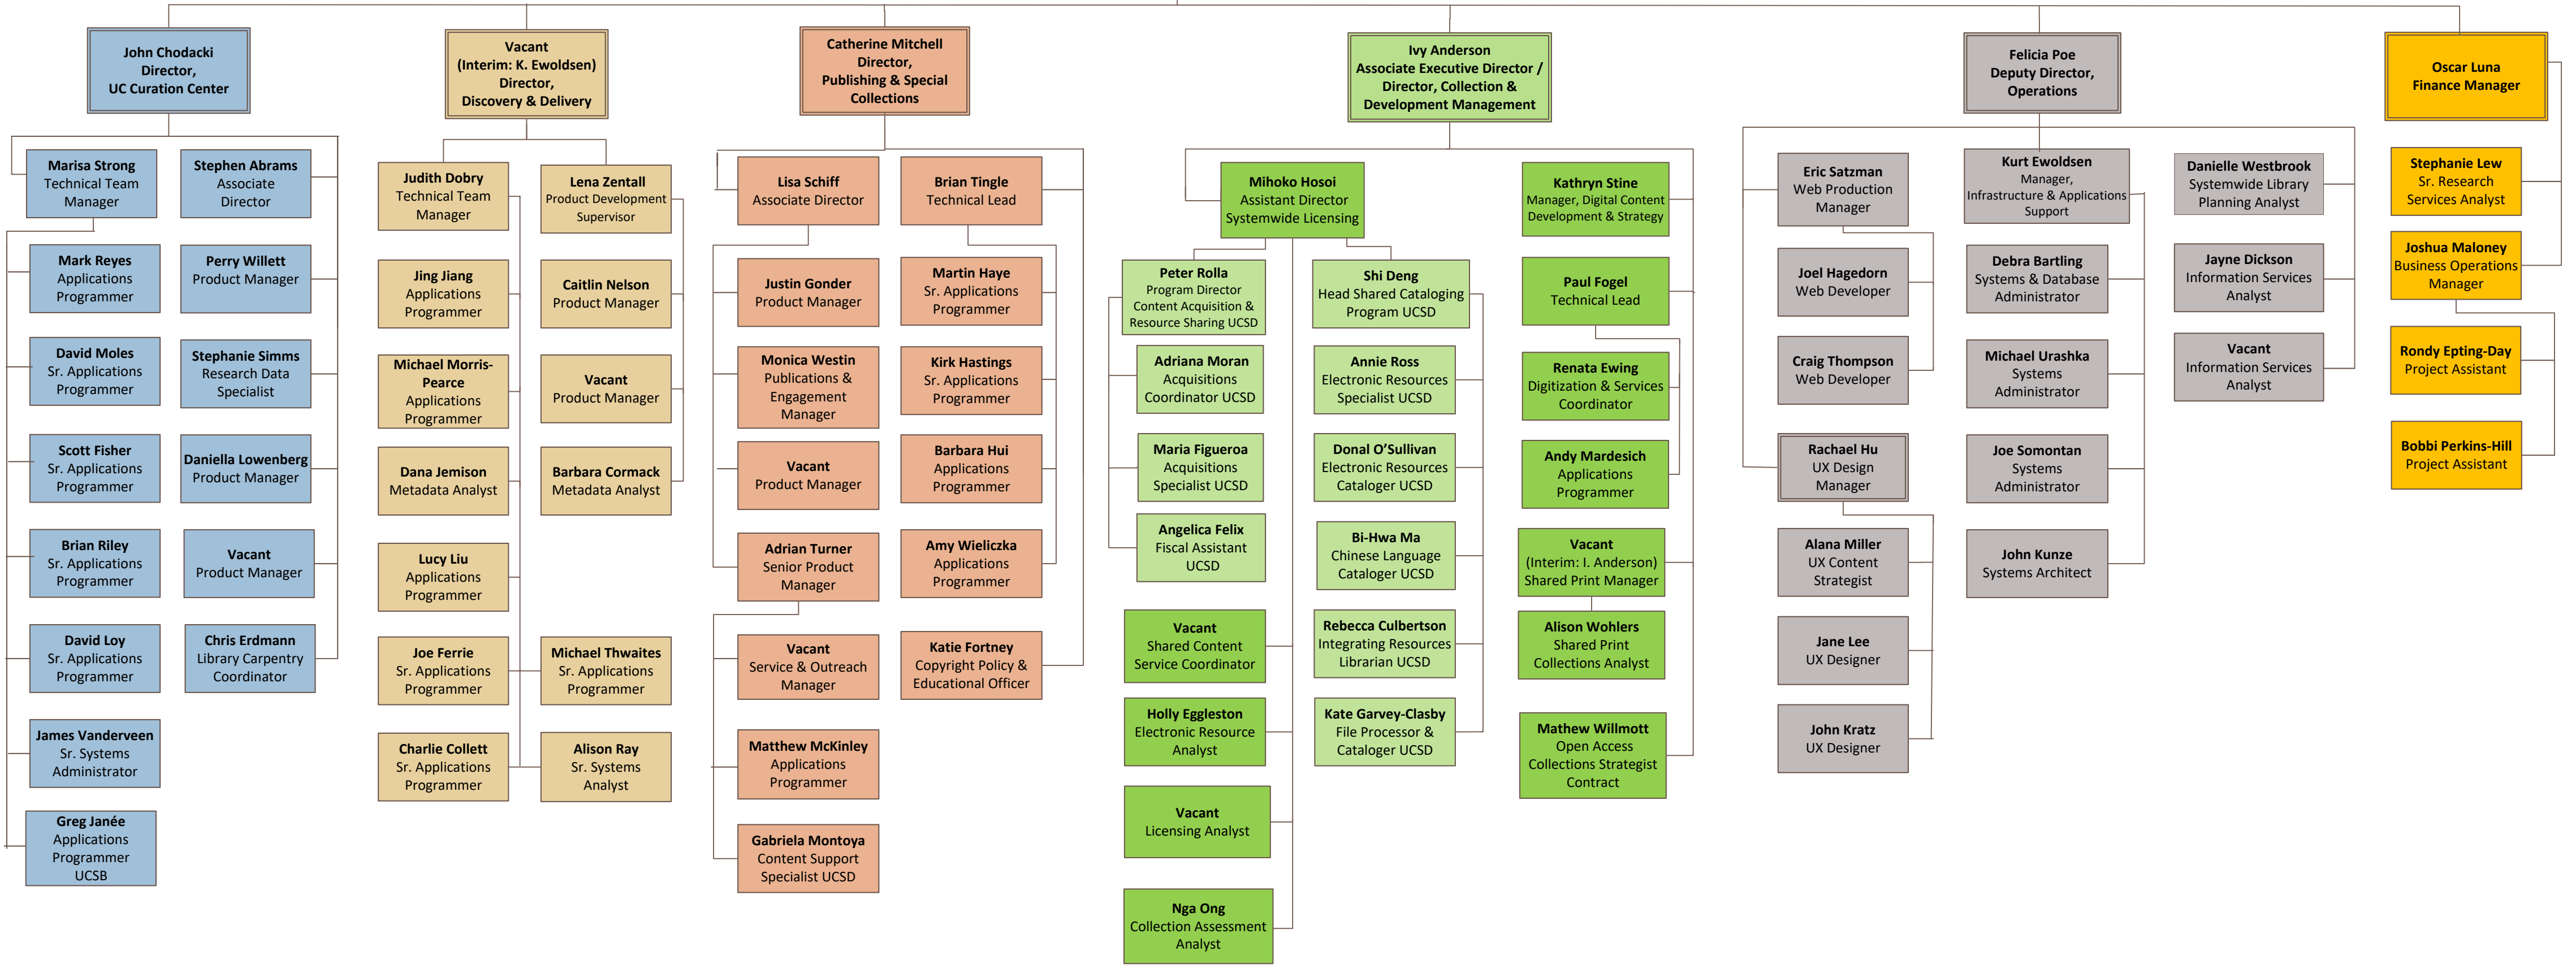 John Chodacki
Director,
UC Curation Center
Marisa Strong
Technical Team
Manager
Stephen Abrams
Associate
Director
Mark Reyes
Applications
Programmer
Perry Willett
Product Manager
David Moles
Sr. Applications
Programmer
Stephanie Simms
Research Data
Specialist
Scott Fisher
Sr. Applications
Programmer
Daniella Lowenberg
Product Manager
Brian Riley
Sr. Applications
Programmer
Vacant
Product Manager
David Loy
Sr. Applications
Programmer
Chris Erdmann
Library Carpentry
Coordinator
James Vanderveen
Sr. Systems
Administrator
Greg Janée
Applications
Programmer
UCSB
Vacant
(Interim: K. Ewoldsen)
Director,
Discovery & Delivery
Judith Dobry
Technical Team
Manager
Lena Zentall
Product Development
Supervisor
Jing Jiang
Applications
Programmer
Caitlin Nelson
Product Manager
Michael Morris-
Pearce
Applications
Programmer
Vacant
Product Manager
Dana Jemison
Metadata Analyst
Barbara Cormack
Metadata Analyst
Lucy Liu
Applications
Programmer
Joe Ferrie
Sr. Applications
Programmer
Michael Thwaites
Sr. Applications
Programmer
Charlie Collett
Sr. Applications
Programmer
Alison Ray
Sr. Systems
Analyst
Catherine Mitchell
Director,
Publishing & Special
Collections
Lisa Schiff
Associate Director
Brian Tingle
Technical Lead
Justin Gonder
Product Manager
Martin Haye
Sr. Applications
Programmer
Monica Westin
Publications &
Engagement
Manager
Kirk Hastings
Sr. Applications
Programmer
Vacant
Product Manager
Barbara Hui
Applications
Programmer
Adrian Turner
Senior Product
Manager
Amy Wieliczka
Applications
Programmer
Vacant
Service & Outreach
Manager
Katie Fortney
Copyright Policy &
Educational Officer
Matthew McKinley
Applications
Programmer
Gabriela Montoya
Content Support
Specialist UCSD
Ivy Anderson
Associate Executive Director /
Director, Collection &
Development Management
Mihoko Hosoi
Assistant Director
Systemwide Licensing
Kathryn Stine
Manager, Digital Content
Development & Strategy
Peter Rolla
Program Director
Content Acquisition &
Resource Sharing UCSD
Shi Deng
Head Shared Cataloging
Program UCSD
Paul Fogel
Technical Lead
Adriana Moran
Acquisitions
Coordinator UCSD
Annie Ross
Electronic Resources
Specialist UCSD
Renata Ewing
Digitization & Services
Coordinator
Maria Figueroa
Acquisitions
Specialist UCSD
Donal O’Sullivan
Electronic Resources
Cataloger UCSD
Andy Mardesich
Applications
Programmer
Angelica Felix
Fiscal Assistant
UCSD
Bi-Hwa Ma
Chinese Language
Cataloger UCSD
Vacant
(Interim: I. Anderson)
Shared Print Manager
Vacant
Shared Content
Service Coordinator
Rebecca Culbertson
Integrating Resources
Librarian UCSD
Alison Wohlers
Shared Print
Collections Analyst
Holly Eggleston
Electronic Resource
Analyst
Kate Garvey-Clasby
File Processor &
Cataloger UCSD
Mathew Willmott
Open Access
Collections Strategist
Contract
Vacant
Licensing Analyst
Nga Ong
Collection Assessment
Analyst
Felicia Poe
Deputy Director,
Operations
Eric Satzman
Web Production
Manager
Kurt Ewoldsen
Manager,
Infrastructure & Applications
Support
Danielle Westbrook
Systemwide Library
Planning Analyst
Joel Hagedorn
Web Developer
Debra Bartling
Systems & Database
Administrator
Jayne Dickson
Information Services
Analyst
Craig Thompson
Web Developer
Michael Urashka
Systems
Administrator
Vacant
Information Services
Analyst
Rachael Hu
UX Design
Manager
Joe Somontan
Systems
Administrator
Alana Miller
UX Content
Strategist
John Kunze
Systems Architect
Jane Lee
UX Designer
John Kratz
UX Designer
Oscar Luna
Finance Manager
Stephanie Lew
Sr. Research
Services Analyst
Joshua Maloney
Business Operations
Manager
Rondy Epting-Day
Project Assistant
Bobbi Perkins-Hill
Project Assistant